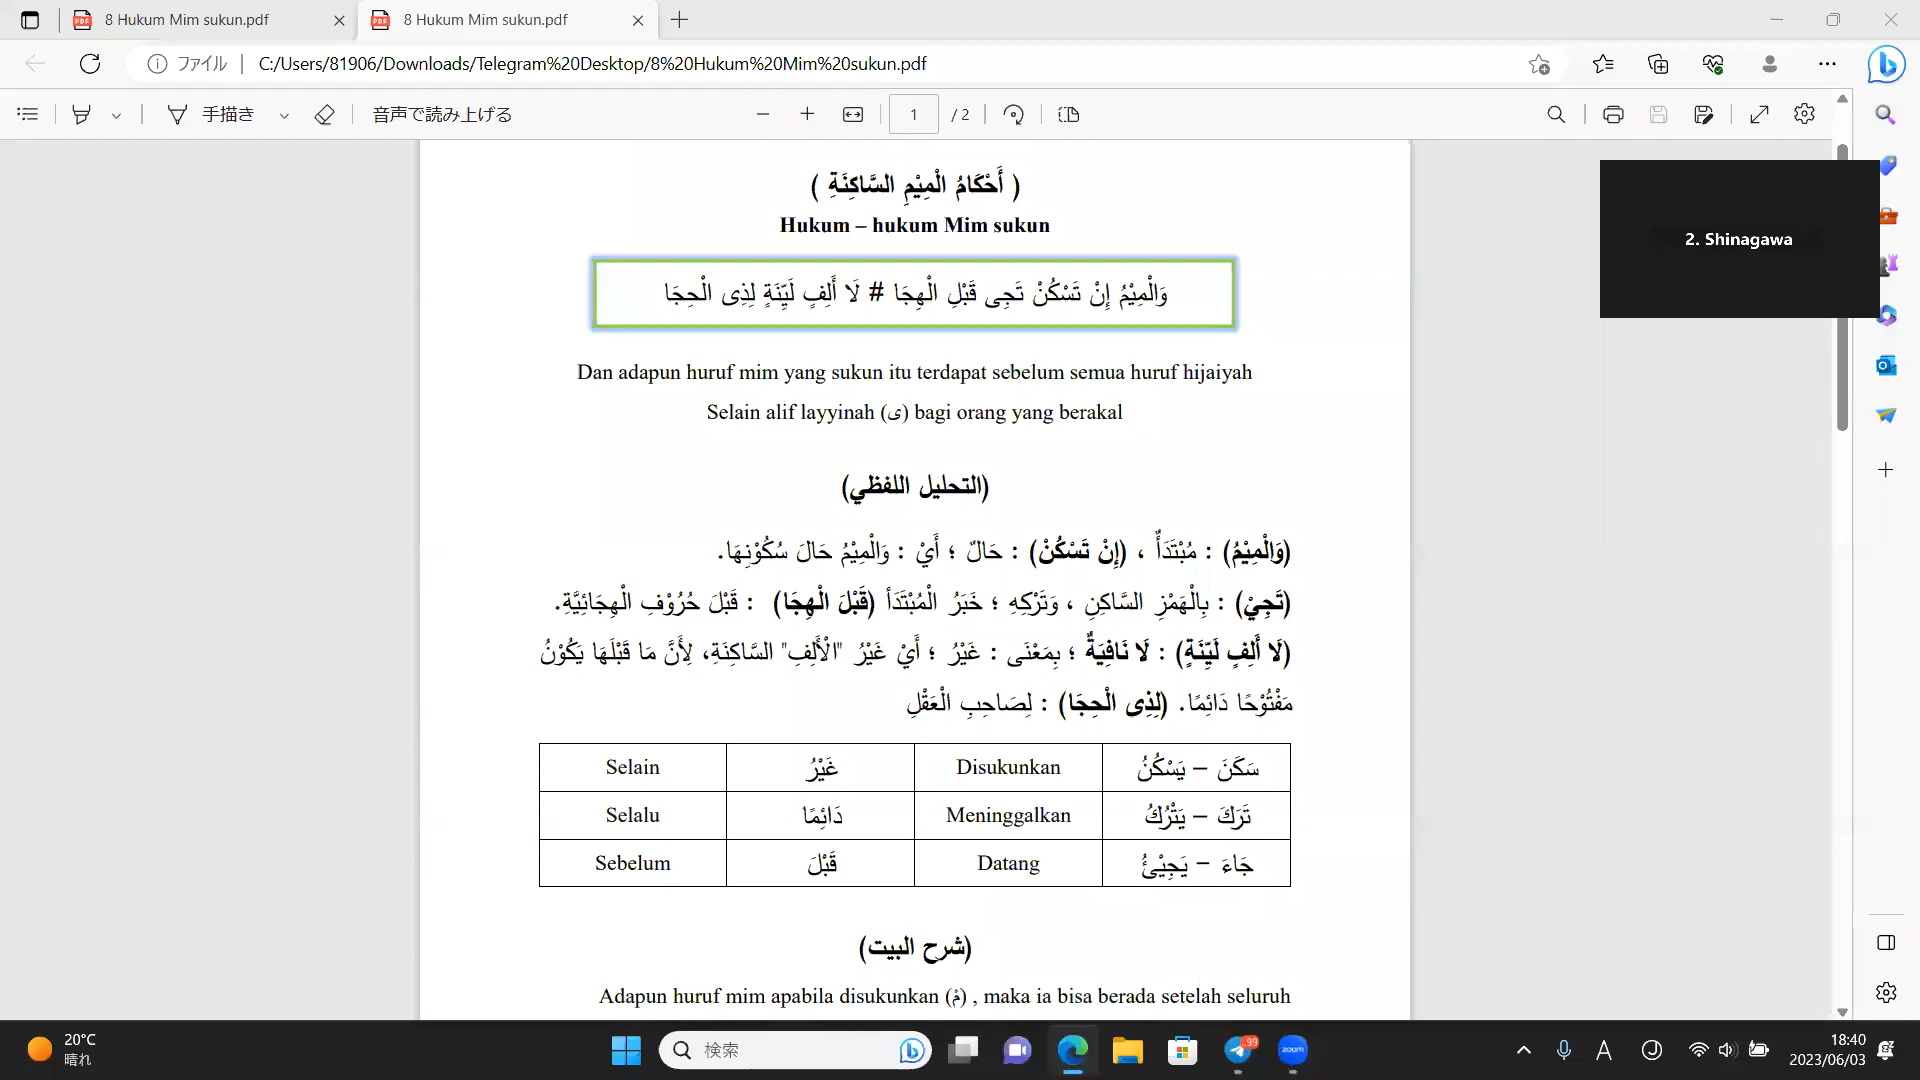 8 Hukum Mim sukun.pdf
8 Hukum Mim sukun.pdf
ファイル
C:/Users/81906/Downloads/Telegram%20Desktop/8%20Hukum%20Mim%20sukun.pdf
手描き
音声で読み上げる
1
/ 2
( أَحْكَامُ الْمِيْمِ السَّاكِنَةِ )
Hukum – hukum Mim sukun
وَالْمِيْمُ إِنْ تَسْكُنْ تَجِى قَبْلِ الْهِجَا # لَا أَلِفٍ لَيِّنَةٍ لِذِى الْحِجَا
Dan adapun huruf mim yang sukun itu terdapat sebelum semua huruf hijaiyah
Selain alif layyinah (ى) bagi orang yang berakal
(التحليل اللفظي)
(وَالْمِيْمُ) : مُبْتَدَأٌ ، (إِنْ تَسْكُنْ) : حَالٌ ؛ أَيْ : وَالْمِيْمُ حَالَ سُكُوْنِهَا.
(تَجِيْ) : بِالْهَمْزِ السَّاكِنِ ، وَتَرْكِهِ ؛ خَبَرُ الْمُبْتَدَأ (قَبْلَ الْهِجَا) : قَبْلَ حُرُوْفِ الْهِجَائِيَّةِ.
(لَا أَلِفٍ لَيِّنَةٍ) : لَا نَافِيَةٌ ؛ بِمَعْنَى : غَيْرُ ؛ أَيْ غَيْرُ "الْأَلِفِ" السَّاكِنَةِ، لِأَنَّ مَا قَبْلَهَا يَكُوْنُ
مَفْتُوْحًا دَائِمًا. (لِذِى الْحِجَا) : لِصَاحِبِ الْعَقْلِ
Selain غَيْرُ Disukunkan سَكَنَ – يَسْكُنُ
Selalu دَائِمًا Meninggalkan تَرَكَ – يَتْرُكُ
Sebelum قَبْلَ Datang جَاءَ – يَجِيْئُ
(شرح البيت)
Adapun huruf mim apabila disukunkan (مْ) , maka ia bisa berada setelah seluruh
2. Shinagawa
20°C
晴れ
検索
99
zoom
A
18:40
2023/06/03